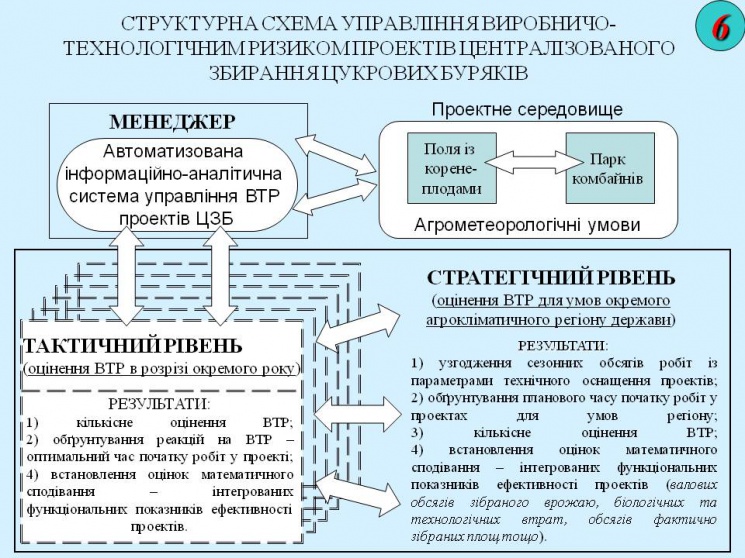 СТРУКТУРНА СХЕМА УПРАВЛІННЯ ВИРОБНИЧО-
ТЕХНОЛОГІЧНИМ РИЗИКОМ ПРОЕКТІВ ЦЕНТРАЛІЗОВАНОГО
ЗБИРАННЯ ЦУКРОВИХ БУРЯКІВ
6
МЕНЕДЖЕР
Автоматизована
інформаційно-аналітична
система управління ВТР
проектів ЦЗБ
Проектне середовище
Поля із
корене-
плодами
Парк
комбайнів
Агрометеорологічні умови
ТАКТИЧНИЙ РІВЕНЬ
(оцінення ВТР в розрізі окремого року)
РЕЗУЛЬТАТИ:
1) кількісне оцінення ВТР;
2) обґрунтування реакцій на ВТР –
оптимальний час початку робіт у проекті;
4) встановлення оцінок математичного
сподівання – інтегрованих
функціональних показників ефективності
проектів.
СТРАТЕГІЧНИЙ РІВЕНЬ
(оцінення ВТР для умов окремого
агрокліматичного регіону держави)
РЕЗУЛЬТАТИ:
1) узгодження сезонних обсягів робіт із
параметрами технічного оснащення проектів;
2) обґрунтування планового часу початку робіт у
проектах для умов регіону;
3) кількісне оцінення ВТР;
4) встановлення оцінок математичного
сподівання – інтегрованих функціональних
показників ефективності проектів (валових
обсягів зібраного врожаю, біологічних та
технологічних втрат, обсягів фактично
зібраних площ тощо).